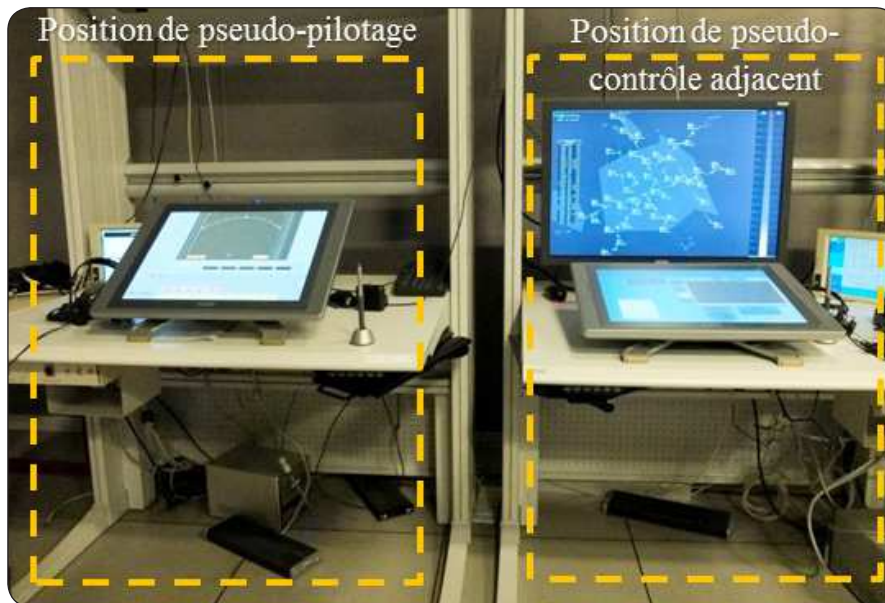 Position de pseudo-pilotage
Position de pseudo-
contrôle adjacent